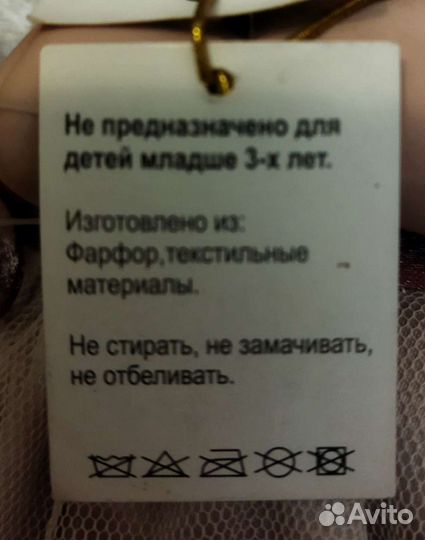 Не предназначено для
детей младше 3-х лет.
Изготовлено из:
Фарфор,текстильные
материалы.
Не стирать, не замачивать,
не отбеливать.
Avito